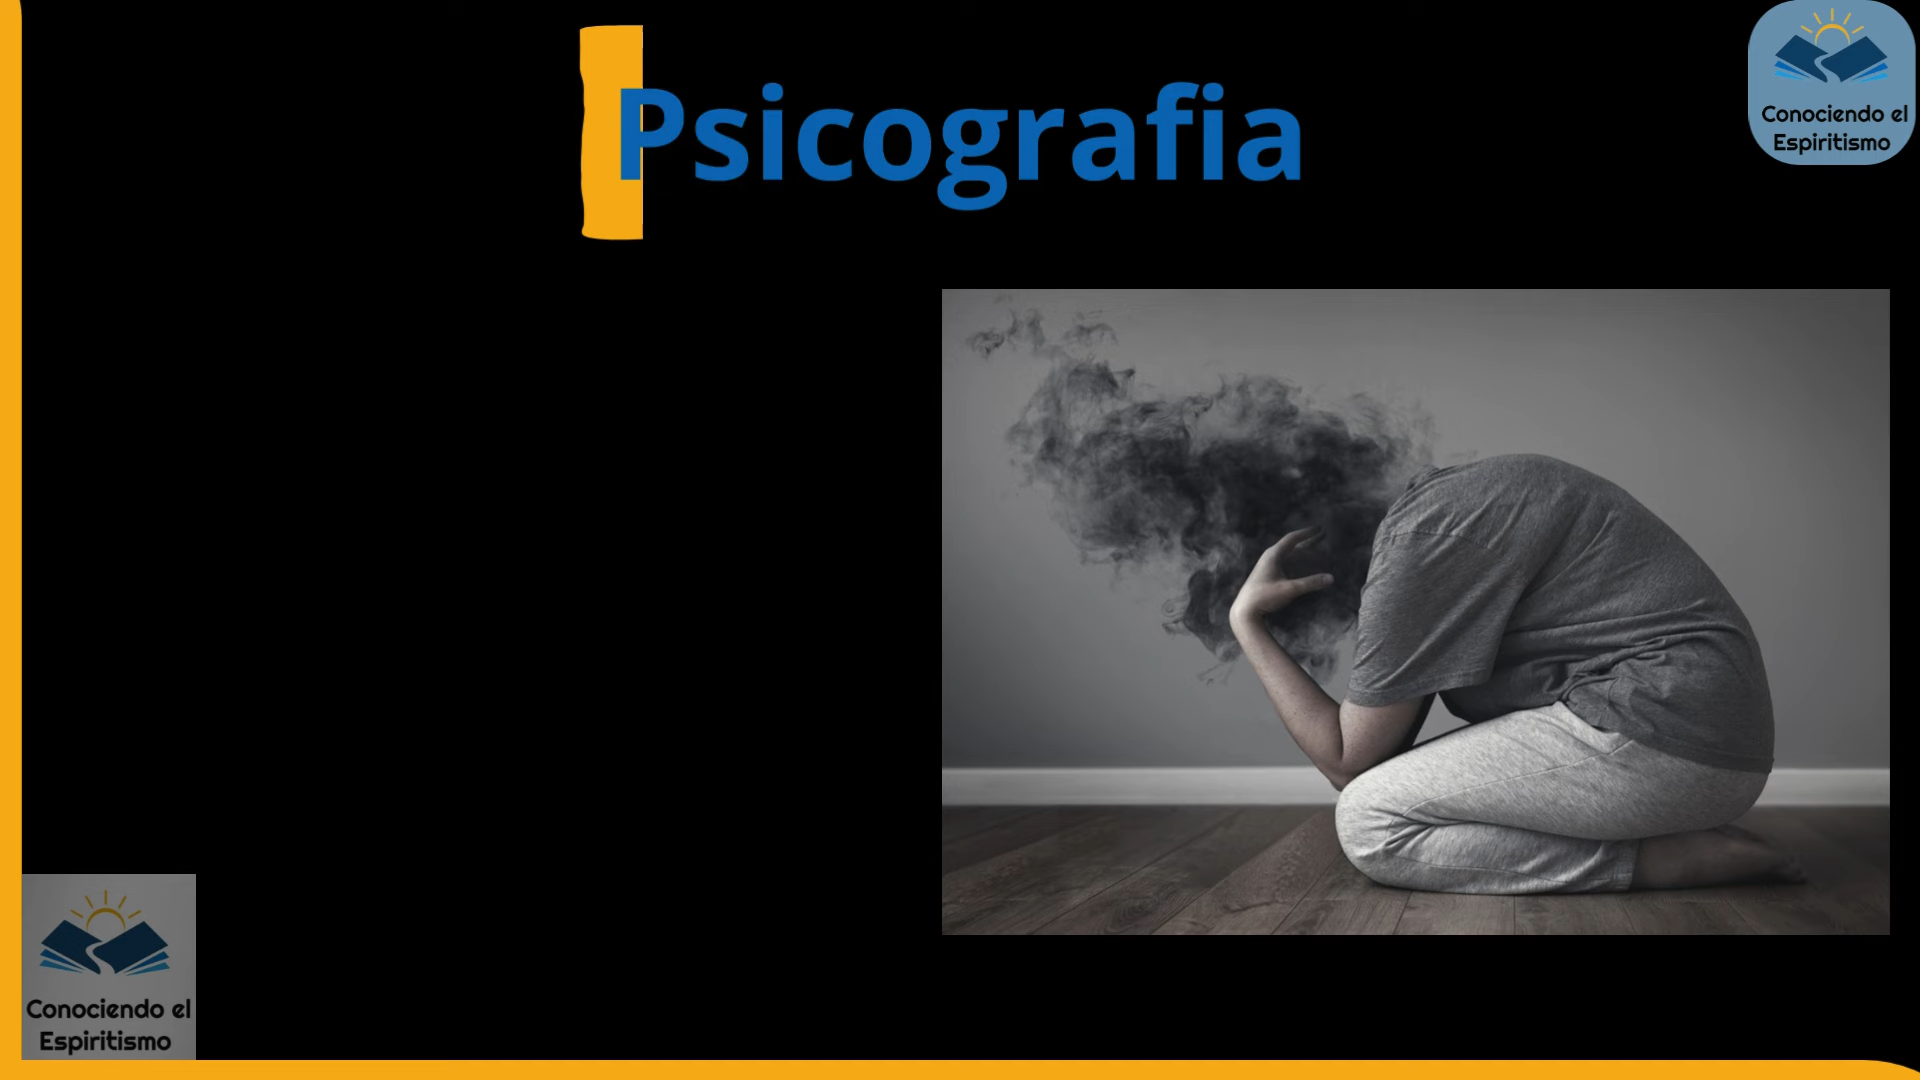 Psicografia
Conociendo el
Espiritismo
Conociendo el
Espiritismo